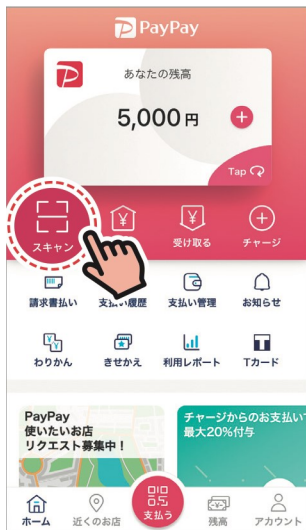 PayPay
あなたの残高
5,000円
Tap
スキャン
受け取る
チャージ
請求書払い
支払い履歴
支払い管理
お知らせ
わりかん
きせかえ
利用レポート
Tカード
PayPay
使いたいお店
リクエスト募集中！
チャージからのお支払いで
最大20%付与
ホーム
近くのお店
支払う
残高
アカウント